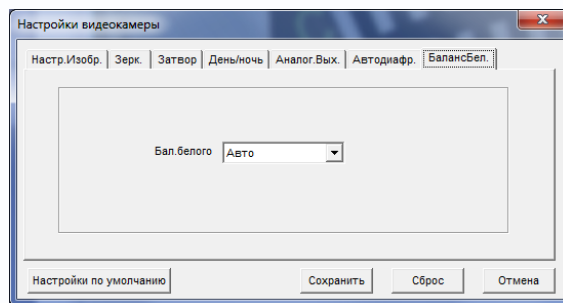 Настройки видеокамеры
Настр.Изобр. Зерк. Затвор День/ночь Аналог.Вых. Автодиафр. БалансБел.
Бал.белого Авто
Настройки по умолчанию Сохранить Сброс Отмена